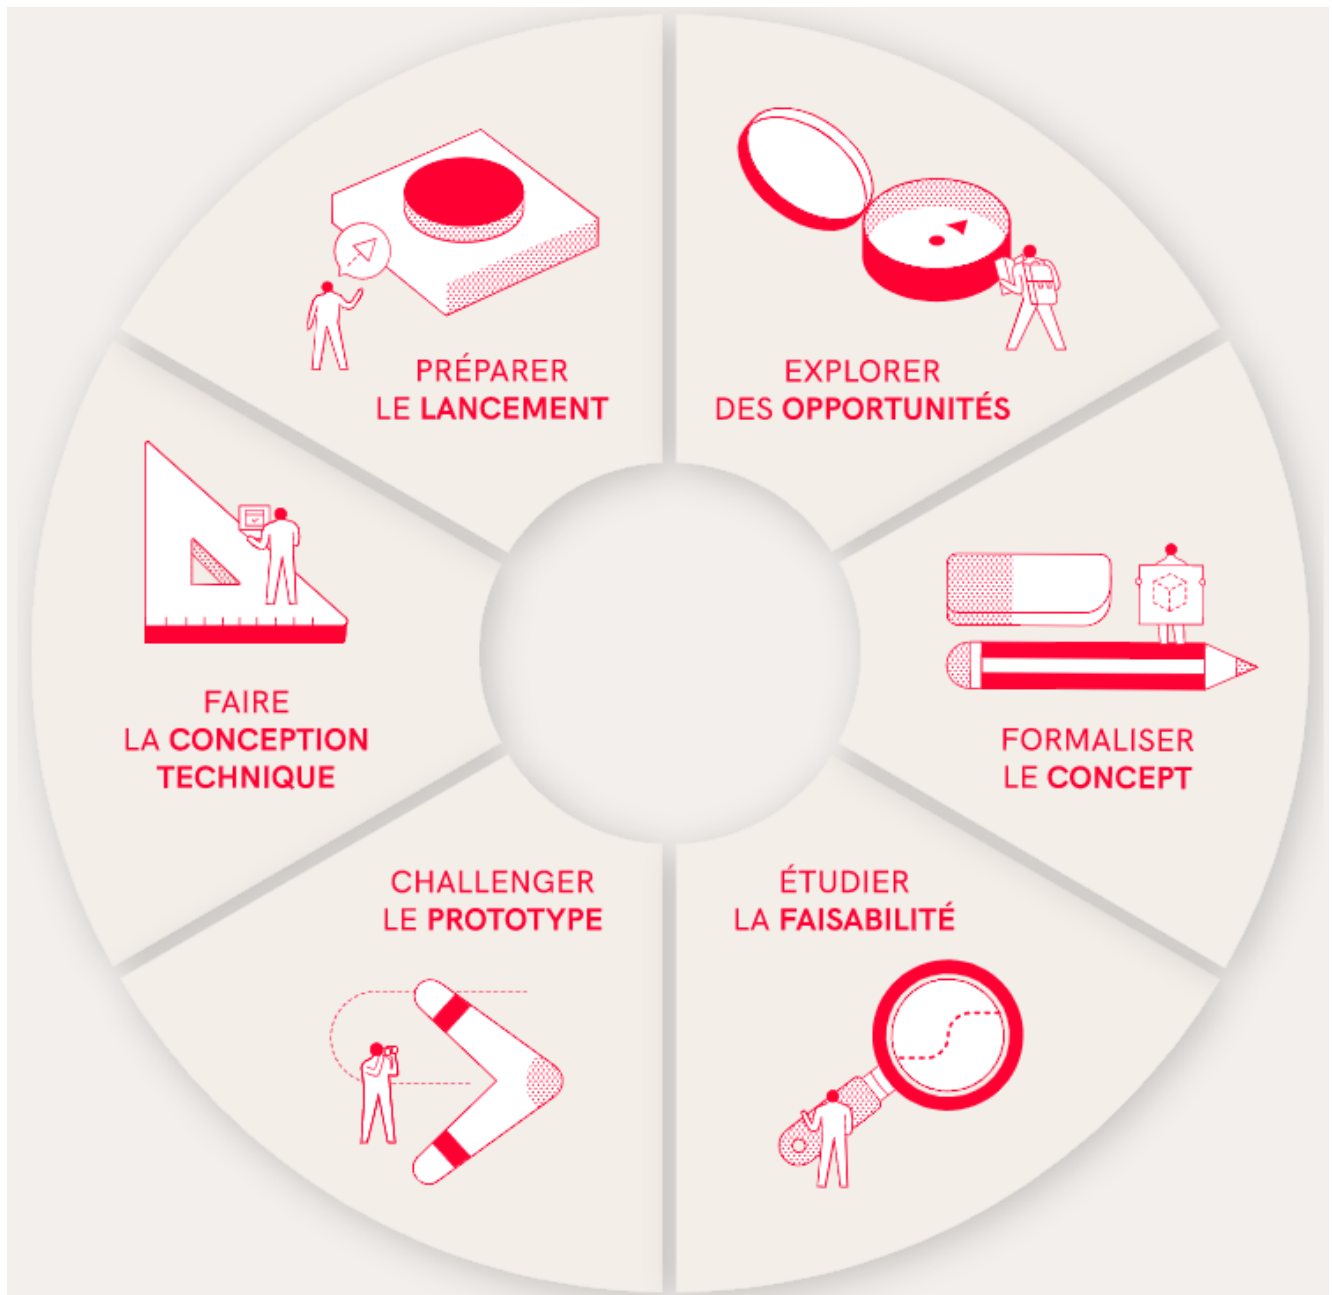 PRÉPARER
LE LANCEMENT
EXPLORER
DES OPPORTUNITÉS
FORMALISER
LE CONCEPT
ÉTUDIER
LA FAISABILITÉ
CHALLENGER
LE PROTOTYPE
FAIRE
LA CONCEPTION
TECHNIQUE